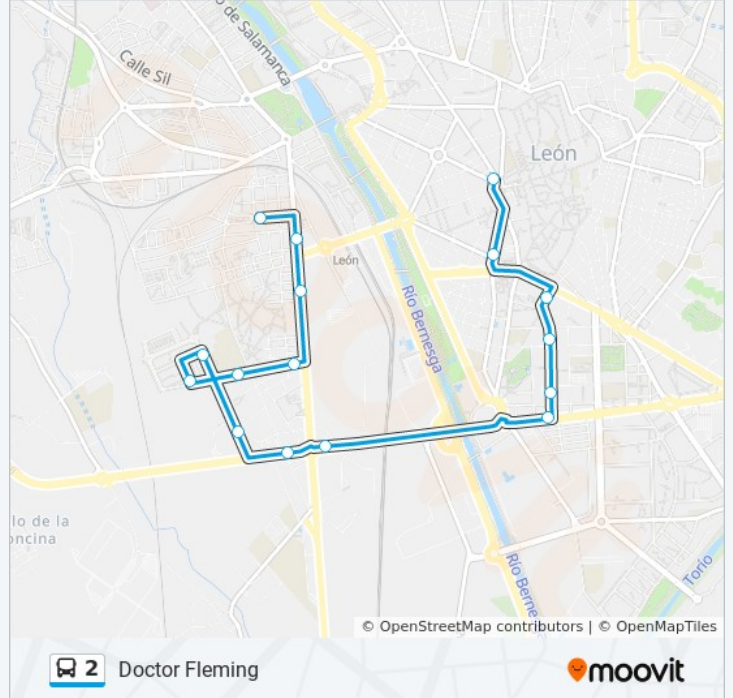 o de Salamanca
Calle Sil
León
León
Río Bernesga
lo de la
oncina
Río Berne
Torío
© OpenStreetMap contributors | © OpenMapTiles
2 Doctor Fleming
moovit